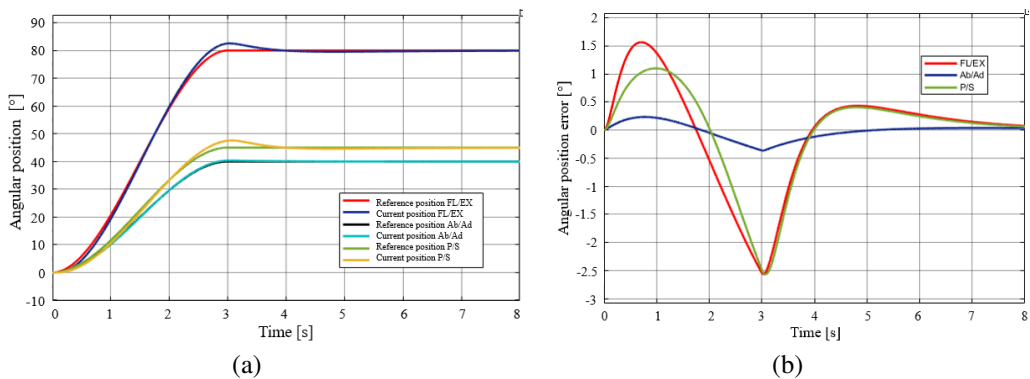 90
80
70
60
50
40
30
20
10
0
-10
Angular position [°]
Reference position FL/EX
Current position FL/EX
Reference position Ab/Ad
Current position Ab/Ad
Reference position P/S
Current position P/S
0 1 2 3 4 5 6 7 8
Time [s]
(a)
2
1.5
1
0.5
0
-0.5
-1
-1.5
-2
-2.5
-3
Angular position error [°]
FL/EX
Ab/Ad
P/S
0 1 2 3 4 5 6 7 8
Time [s]
(b)